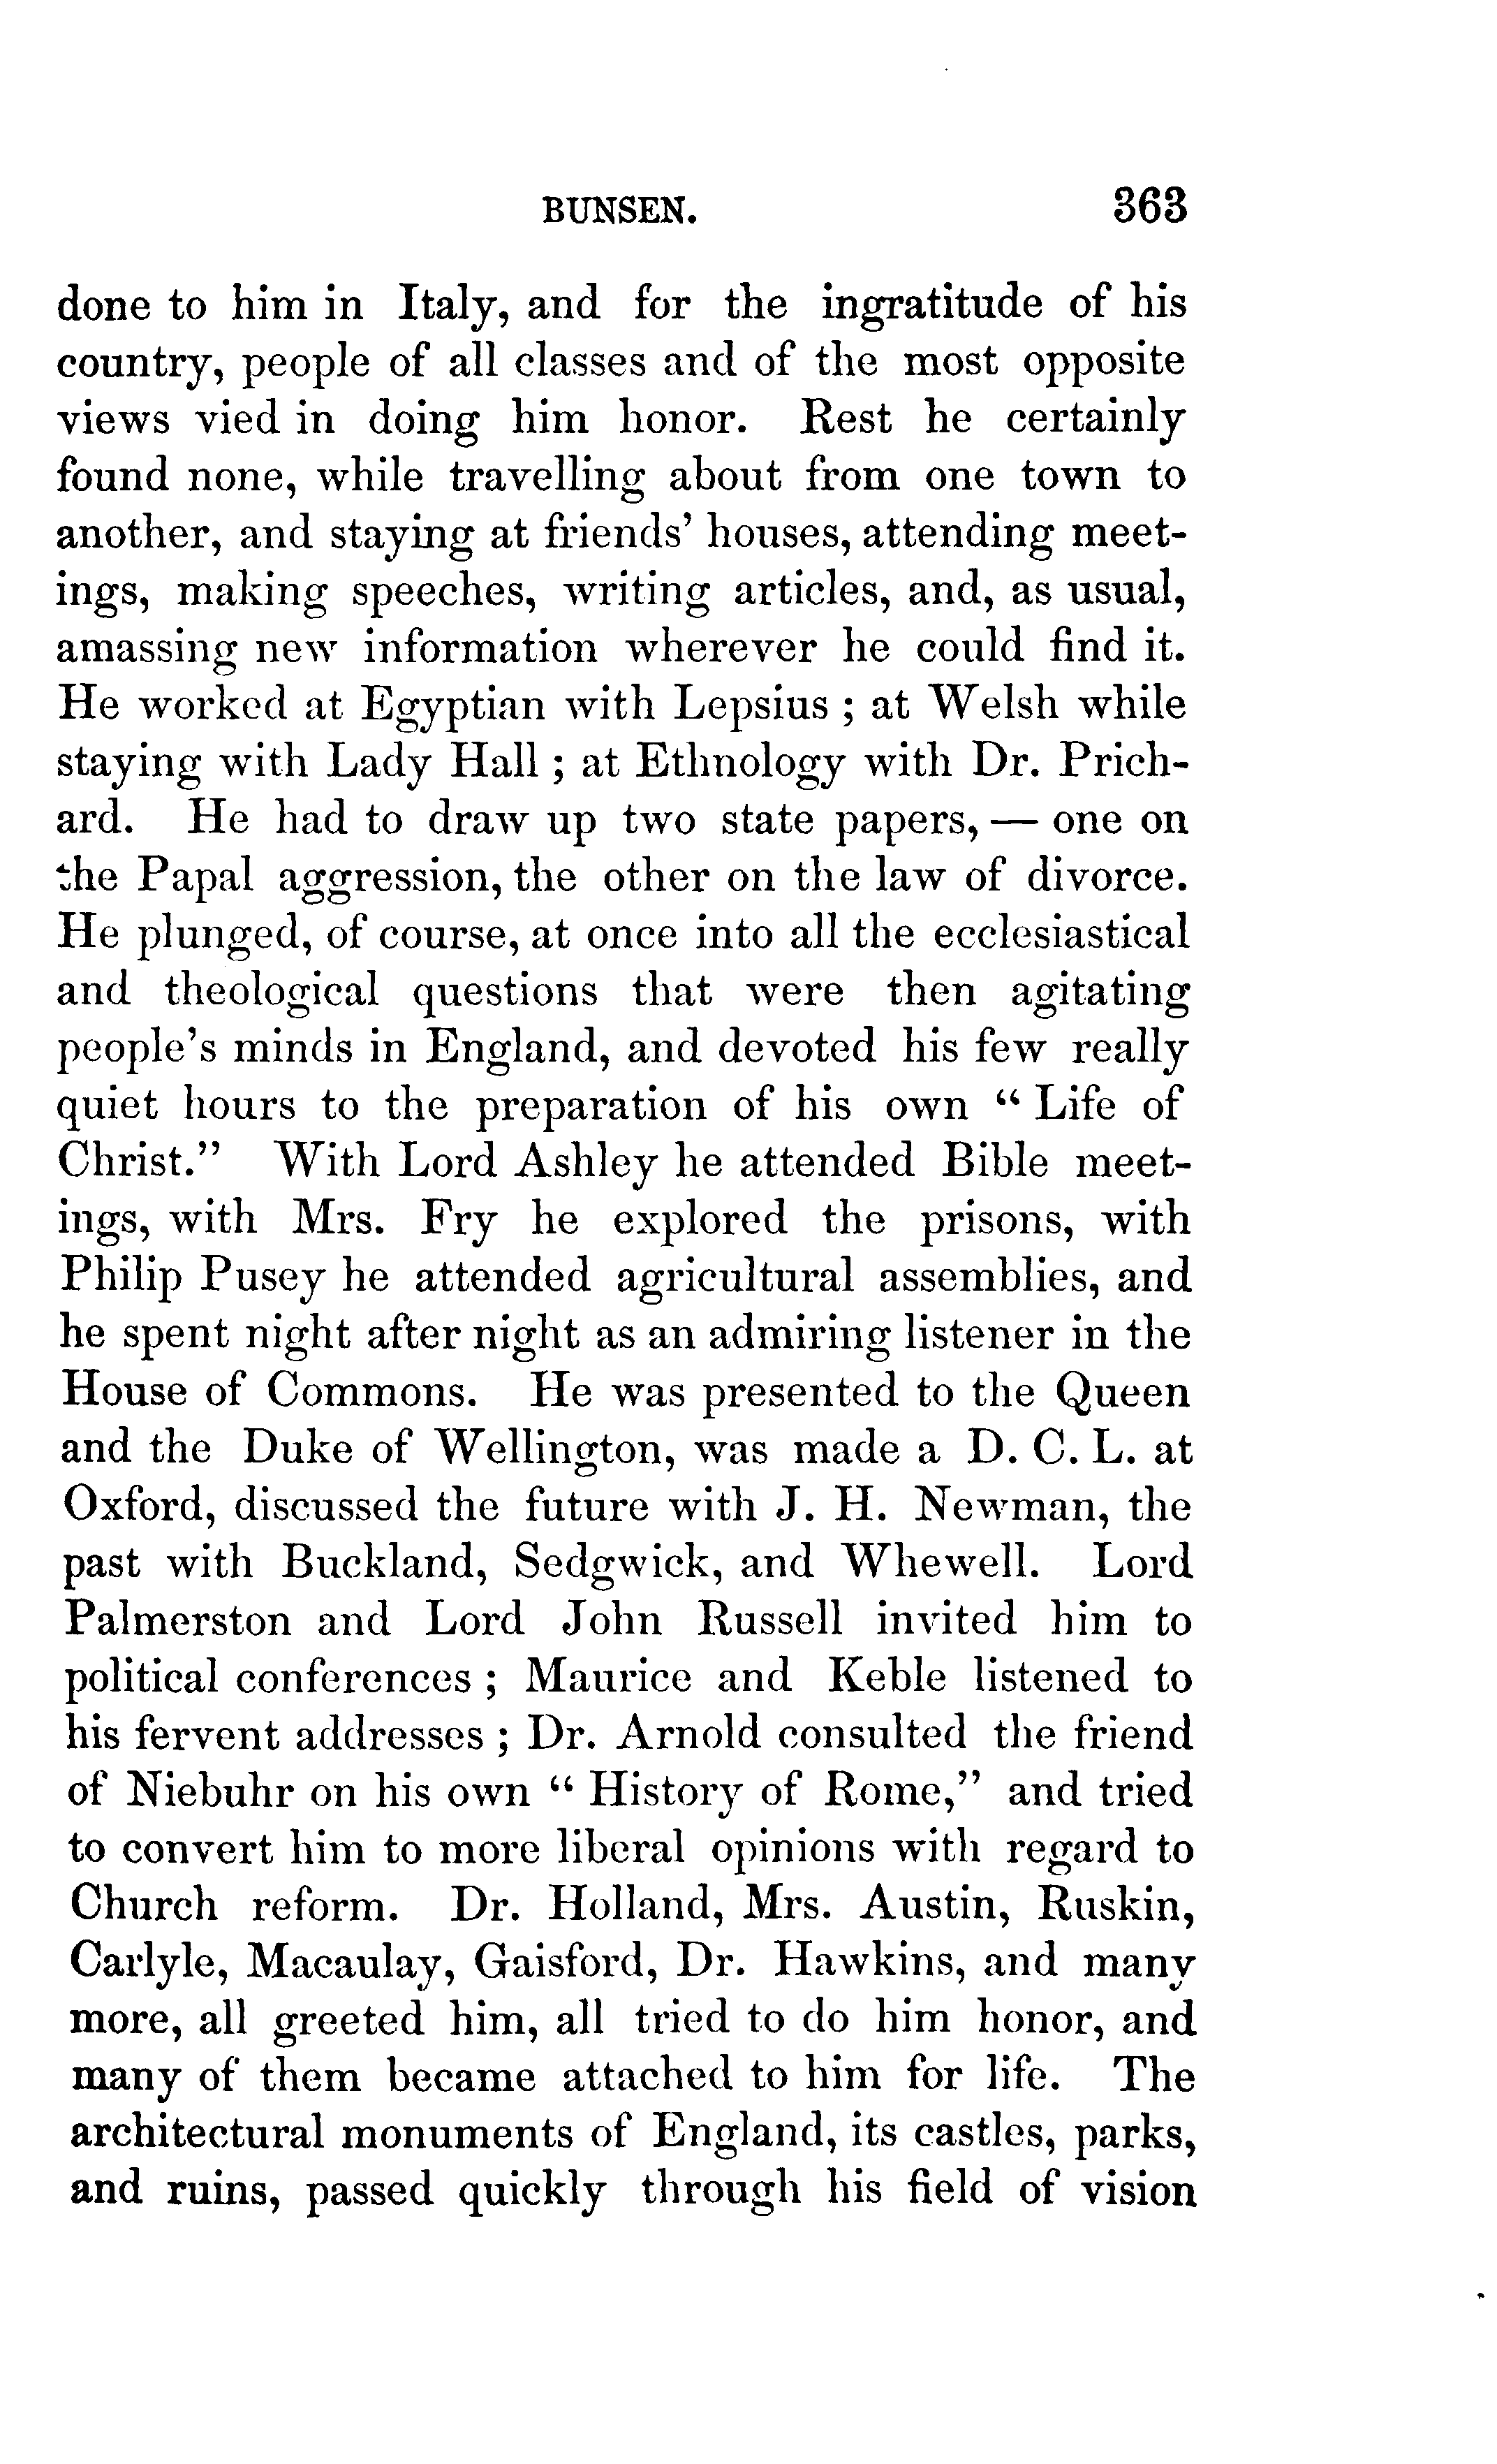 BUNSEN. 363
done to him in Italy, and for the ingratitude of his
country, people of all classes and of the most opposite
views vied in doing him honor. Rest he certainly
found none, while travelling about from one town to
another, and staying at friends' houses, attending meet-
ings, making speeches, writing articles, and, as usual,
amassing new information wherever he could find it.
He worked at Egyptian with Lepsius ; at Welsh while
staying with Lady Hall ; at Ethnology with Dr. Prich-
ard. He had to draw up two state papers, — one on
the Papal aggression, the other on the law of divorce.
He plunged, of course, at once into all the ecclesiastical
and theological questions that were then agitating
people's minds in England, and devoted his few really
quiet hours to the preparation of his own " Life of
Christ." With Lord Ashley he attended Bible meet-
ings, with Mrs. Fry he explored the prisons, with
Philip Pusey he attended agricultural assemblies, and
he spent night after night as an admiring listener in the
House of Commons. He was presented to the Queen
and the Duke of Wellington, was made a D. C. L. at
Oxford, discussed the future with J. H. Newman, the
past with Buckland, Sedgwick, and Whewell. Lord
Palmerston and Lord John Russell invited him to
political conferences ; Maurice and Keble listened to
his fervent addresses ; Dr. Arnold consulted the friend
of Niebuhr on his own " History of Rome," and tried
to convert him to more liberal opinions with regard to
Church reform. Dr. Holland, Mrs. Austin, Ruskin,
Carlyle, Macaulay, Gaisford, Dr. Hawkins, and many
more, all greeted him, all tried to do him honor, and
many of them became attached to him for life. The
architectural monuments of England, its castles, parks,
and ruins, passed quickly through his field of vision